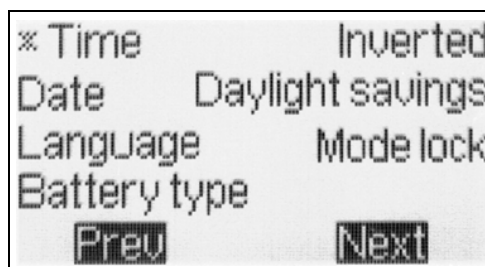 * Time Inverted
Date Daylight savings
Language Mode lock
Battery type
Prev Next